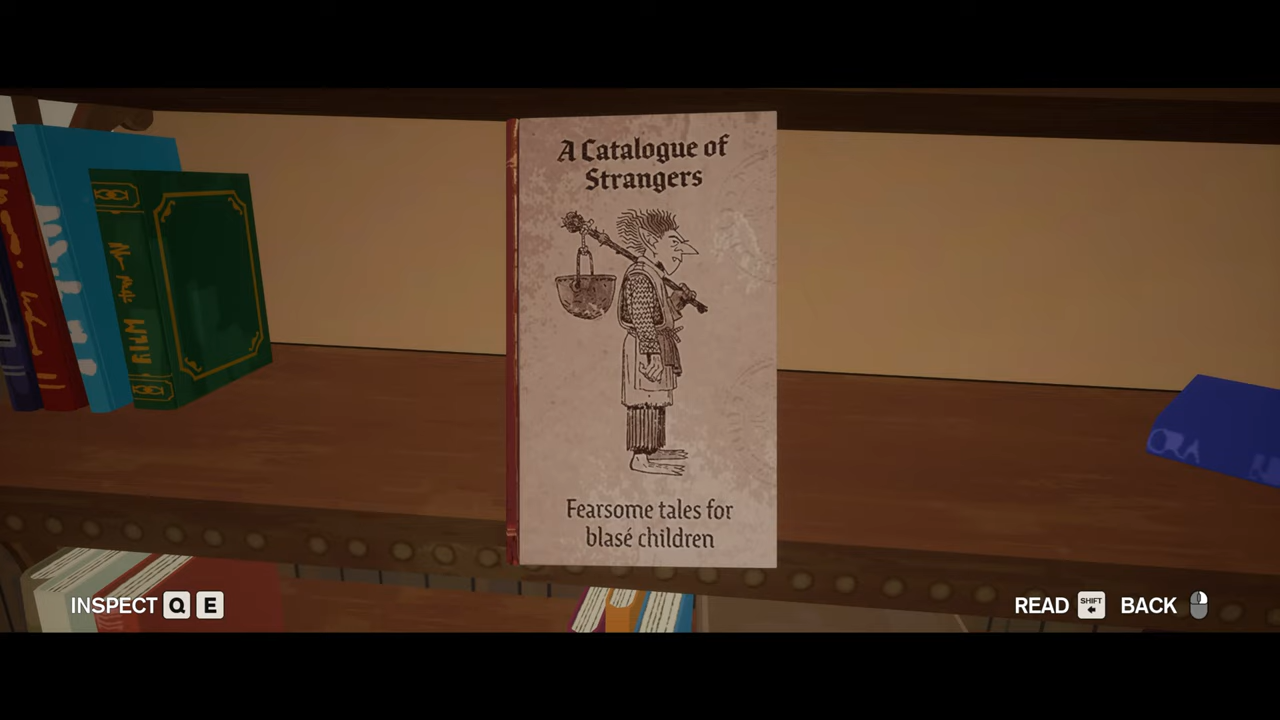 A Catalogue of
Strangers
Fearsome tales for
blasé children
INSPECT Q E
READ SHIFT BACK